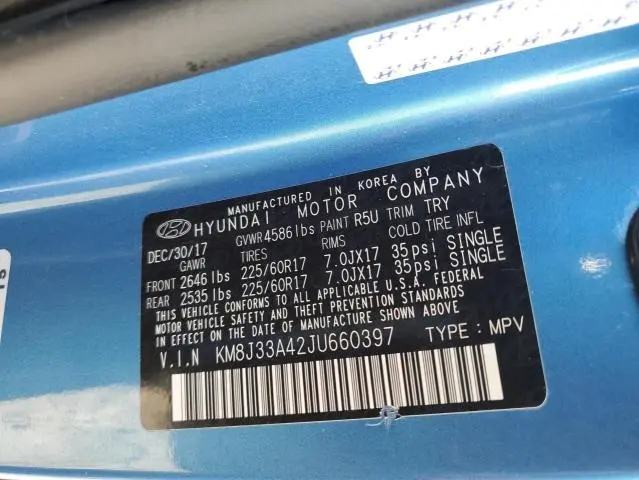 MANUFACTURED IN KOREA BY
HYUNDAI MOTOR COMPANY
DEC/30/17 GVWR 4586 lbs PAINT R5U TRIM TRY
GAWR TIRES RIMS COLD TIRE INFL
FRONT 2646 lbs 225/60R17 7.0JX17 35psi SINGLE
REAR 2535 lbs 225/60R17 7.0JX17 35psi SINGLE
THIS VEHICLE CONFORMS TO ALL APPLICABLE U.S.A. FEDERAL
MOTOR VEHICLE SAFETY AND THEFT PREVENTION STANDARDS
IN EFFECT ON THE DATE OF MANUFACTURE SHOWN ABOVE.
V.I.N KM8J33A42JU660397 TYPE : MPV